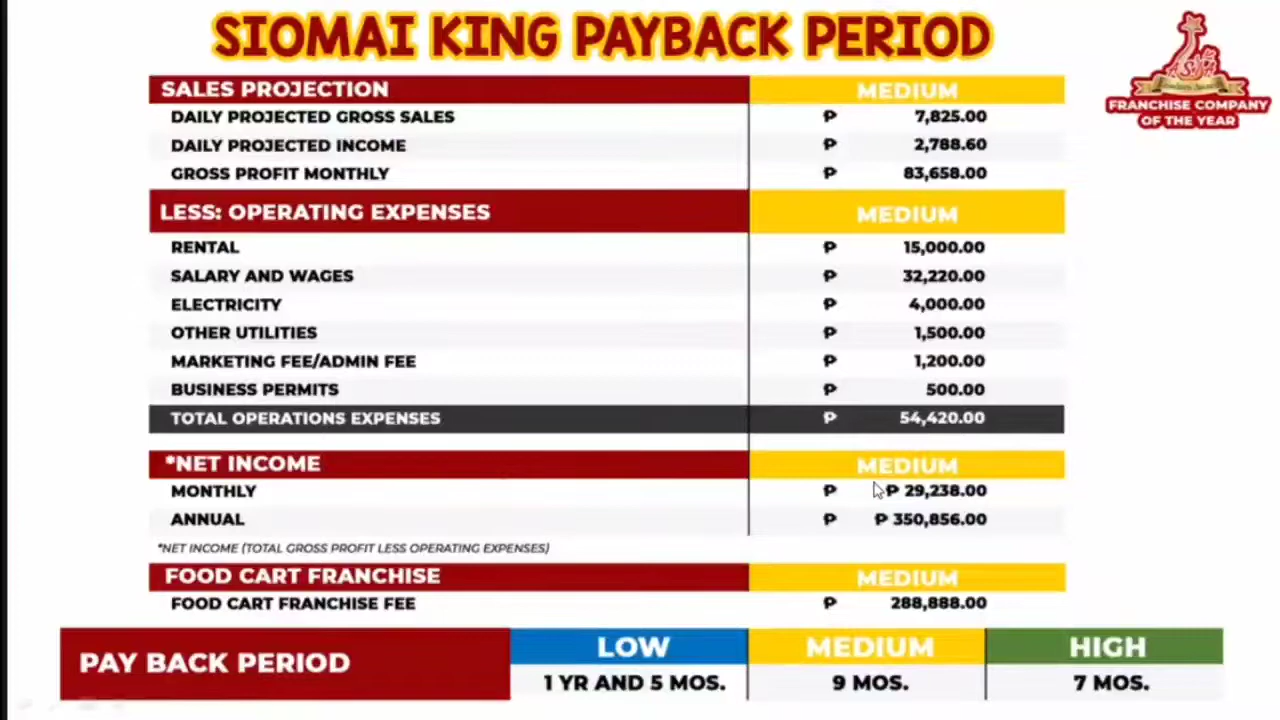 SIOMAI KING PAYBACK PERIOD
FRANCHISE COMPANY
OF THE YEAR
SALES PROJECTION MEDIUM
DAILY PROJECTED GROSS SALES ₱ 7,825.00
DAILY PROJECTED INCOME ₱ 2,788.60
GROSS PROFIT MONTHLY ₱ 83,658.00
LESS: OPERATING EXPENSES MEDIUM
RENTAL ₱ 15,000.00
SALARY AND WAGES ₱ 32,220.00
ELECTRICITY ₱ 4,000.00
OTHER UTILITIES ₱ 1,500.00
MARKETING FEE/ADMIN FEE ₱ 1,200.00
BUSINESS PERMITS ₱ 500.00
TOTAL OPERATIONS EXPENSES ₱ 54,420.00
*NET INCOME MEDIUM
MONTHLY ₱ ₱ 29,238.00
ANNUAL ₱ ₱ 350,856.00
*NET INCOME (TOTAL GROSS PROFIT LESS OPERATING EXPENSES)
FOOD CART FRANCHISE MEDIUM
FOOD CART FRANCHISE FEE ₱ 288,888.00
PAY BACK PERIOD LOW MEDIUM HIGH
1 YR AND 5 MOS. 9 MOS. 7 MOS.